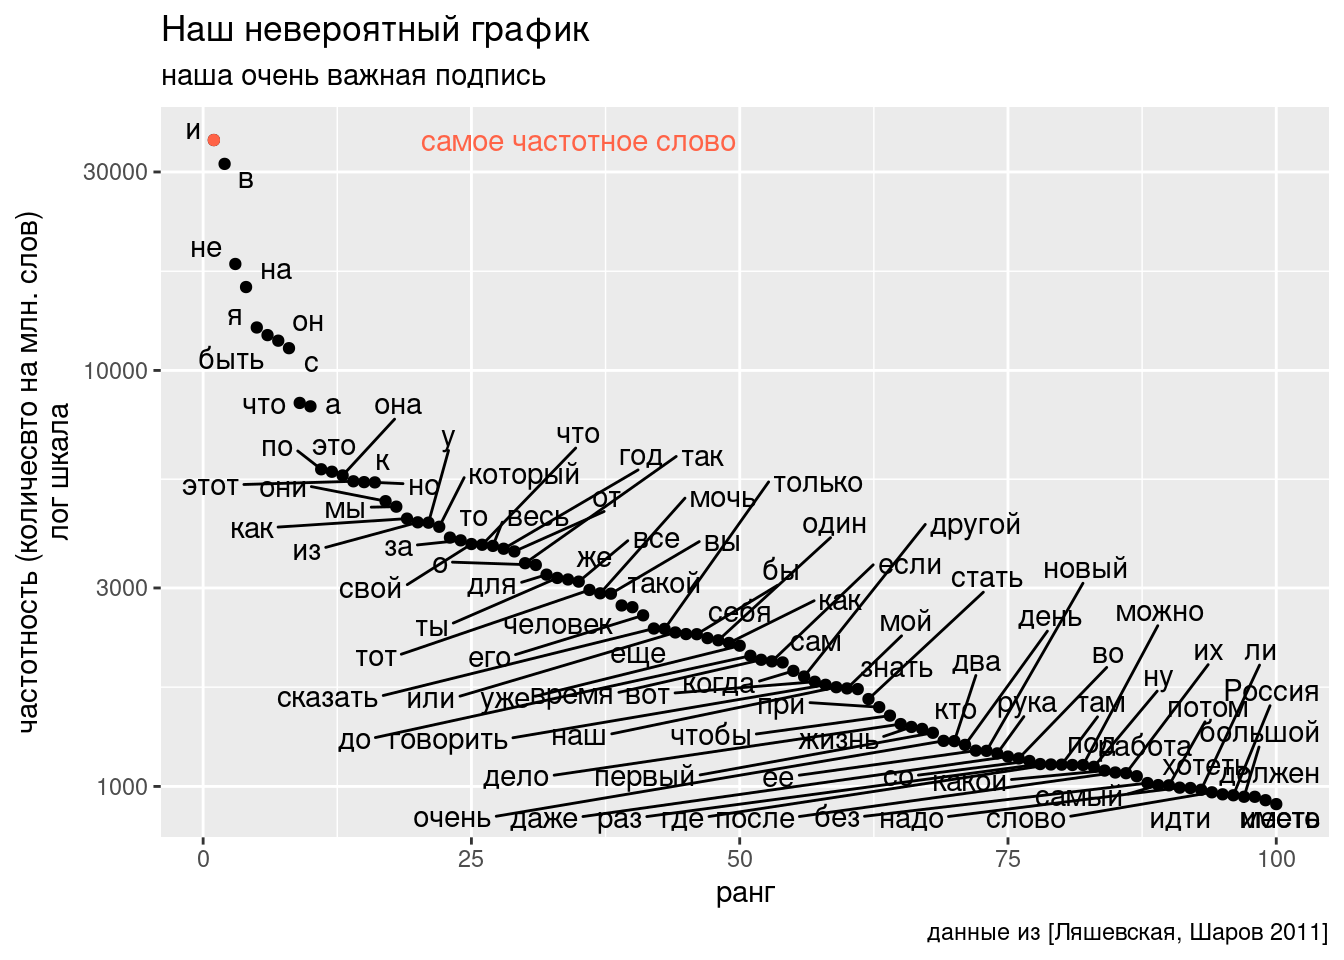 Наш невероятный график
наша очень важная подпись
и
самое частотное слово
в
не
на
я
он
быть
с
что
а
она
по
это
у
что
к
год
так
этот
они
но
который
от
мочь
только
мы
как
то
весь
один
другой
из
за
о
же
все
вы
свой
для
такой
бы
если
стать
новый
ты
человек
себя
как
мой
день
можно
тот
его
еще
сам
знать
два
во
их
ли
сказать
или
уже
время
вот
когда
при
кто
рука
там
ну
потом
Россия
до
говорить
наш
чтобы
жизнь
под
работа
большой
дело
первый
ее
со
какой
самый
хотеть
должен
очень
даже
раз
где
после
без
надо
слово
идти
иметь
30000
10000
3000
1000
частотность (количесвто на млн. слов)
лог шкала
0
25
50
75
100
ранг
данные из [Ляшевская, Шаров 2011]